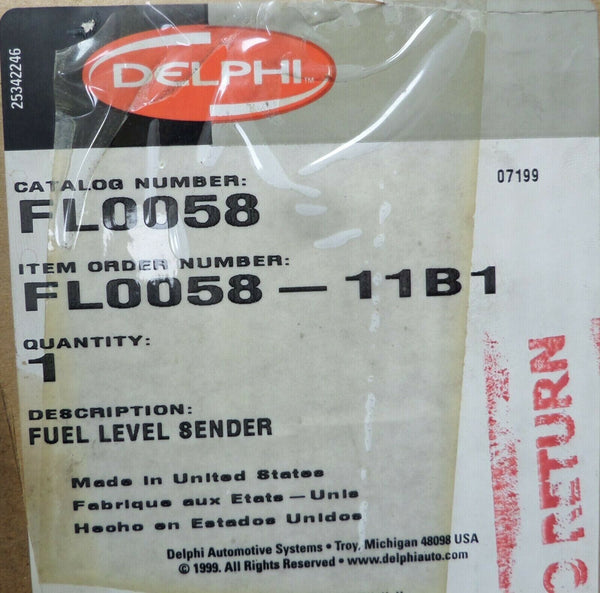 25342246
DELPHI TM
CATALOG NUMBER:
FL0058
07199
ITEM ORDER NUMBER:
FL0058 – 11B1
QUANTITY:
1
DESCRIPTION:
FUEL LEVEL SENDER
Made in United States
Fabrique aux Etats – Unis
Hecho en Estados Unidos
Delphi Automotive Systems • Troy, Michigan 48098 USA
© 1999. All Rights Reserved • www.delphiauto.com
RETURN